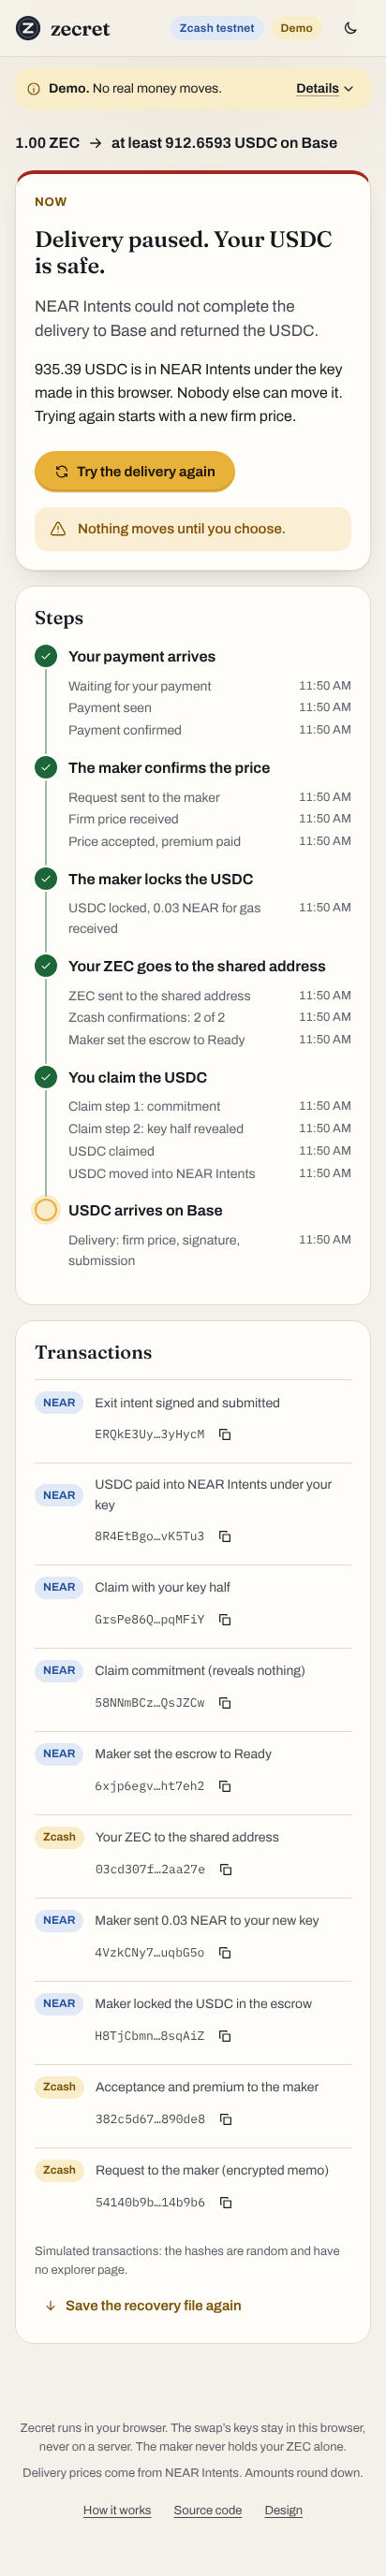 zecret
Zcash testnet
Demo
Demo. No real money moves.
Details
1.00 ZEC → at least 912.6593 USDC on Base
NOW
Delivery paused. Your USDC
is safe.
NEAR Intents could not complete the
delivery to Base and returned the USDC.
935.39 USDC is in NEAR Intents under the key
made in this browser. Nobody else can move it.
Trying again starts with a new firm price.
Try the delivery again
Nothing moves until you choose.
Steps
Your payment arrives
Waiting for your payment 11:50 AM
Payment seen 11:50 AM
Payment confirmed 11:50 AM
The maker confirms the price
Request sent to the maker 11:50 AM
Firm price received 11:50 AM
Price accepted, premium paid 11:50 AM
The maker locks the USDC
USDC locked, 0.03 NEAR for gas 11:50 AM
received
Your ZEC goes to the shared address
ZEC sent to the shared address 11:50 AM
Zcash confirmations: 2 of 2 11:50 AM
Maker set the escrow to Ready 11:50 AM
You claim the USDC
Claim step 1: commitment 11:50 AM
Claim step 2: key half revealed 11:50 AM
USDC claimed 11:50 AM
USDC moved into NEAR Intents 11:50 AM
USDC arrives on Base
Delivery: firm price, signature, 11:50 AM
submission
Transactions
NEAR Exit intent signed and submitted
ERQkE3Uy…3yHycM
USDC paid into NEAR Intents under your
NEAR key
8R4EtBgo…vK5Tu3
NEAR Claim with your key half
GrsPe86Q…pqMFiY
NEAR Claim commitment (reveals nothing)
58NNmBCz…QsJZCw
NEAR Maker set the escrow to Ready
6xjp6egv…ht7eh2
Zcash Your ZEC to the shared address
03cd307f…2aa27e
NEAR Maker sent 0.03 NEAR to your new key
4VzkCNy7…uqbG5o
NEAR Maker locked the USDC in the escrow
H8TjCbmn…8sqAiZ
Zcash Acceptance and premium to the maker
382c5d67…890de8
Zcash Request to the maker (encrypted memo)
54140b9b…14b9b6
Simulated transactions: the hashes are random and have
no explorer page.
Save the recovery file again
Zecret runs in your browser. The swap's keys stay in this browser,
never on a server. The maker never holds your ZEC alone.
Delivery prices come from NEAR Intents. Amounts round down.
How it works Source code Design